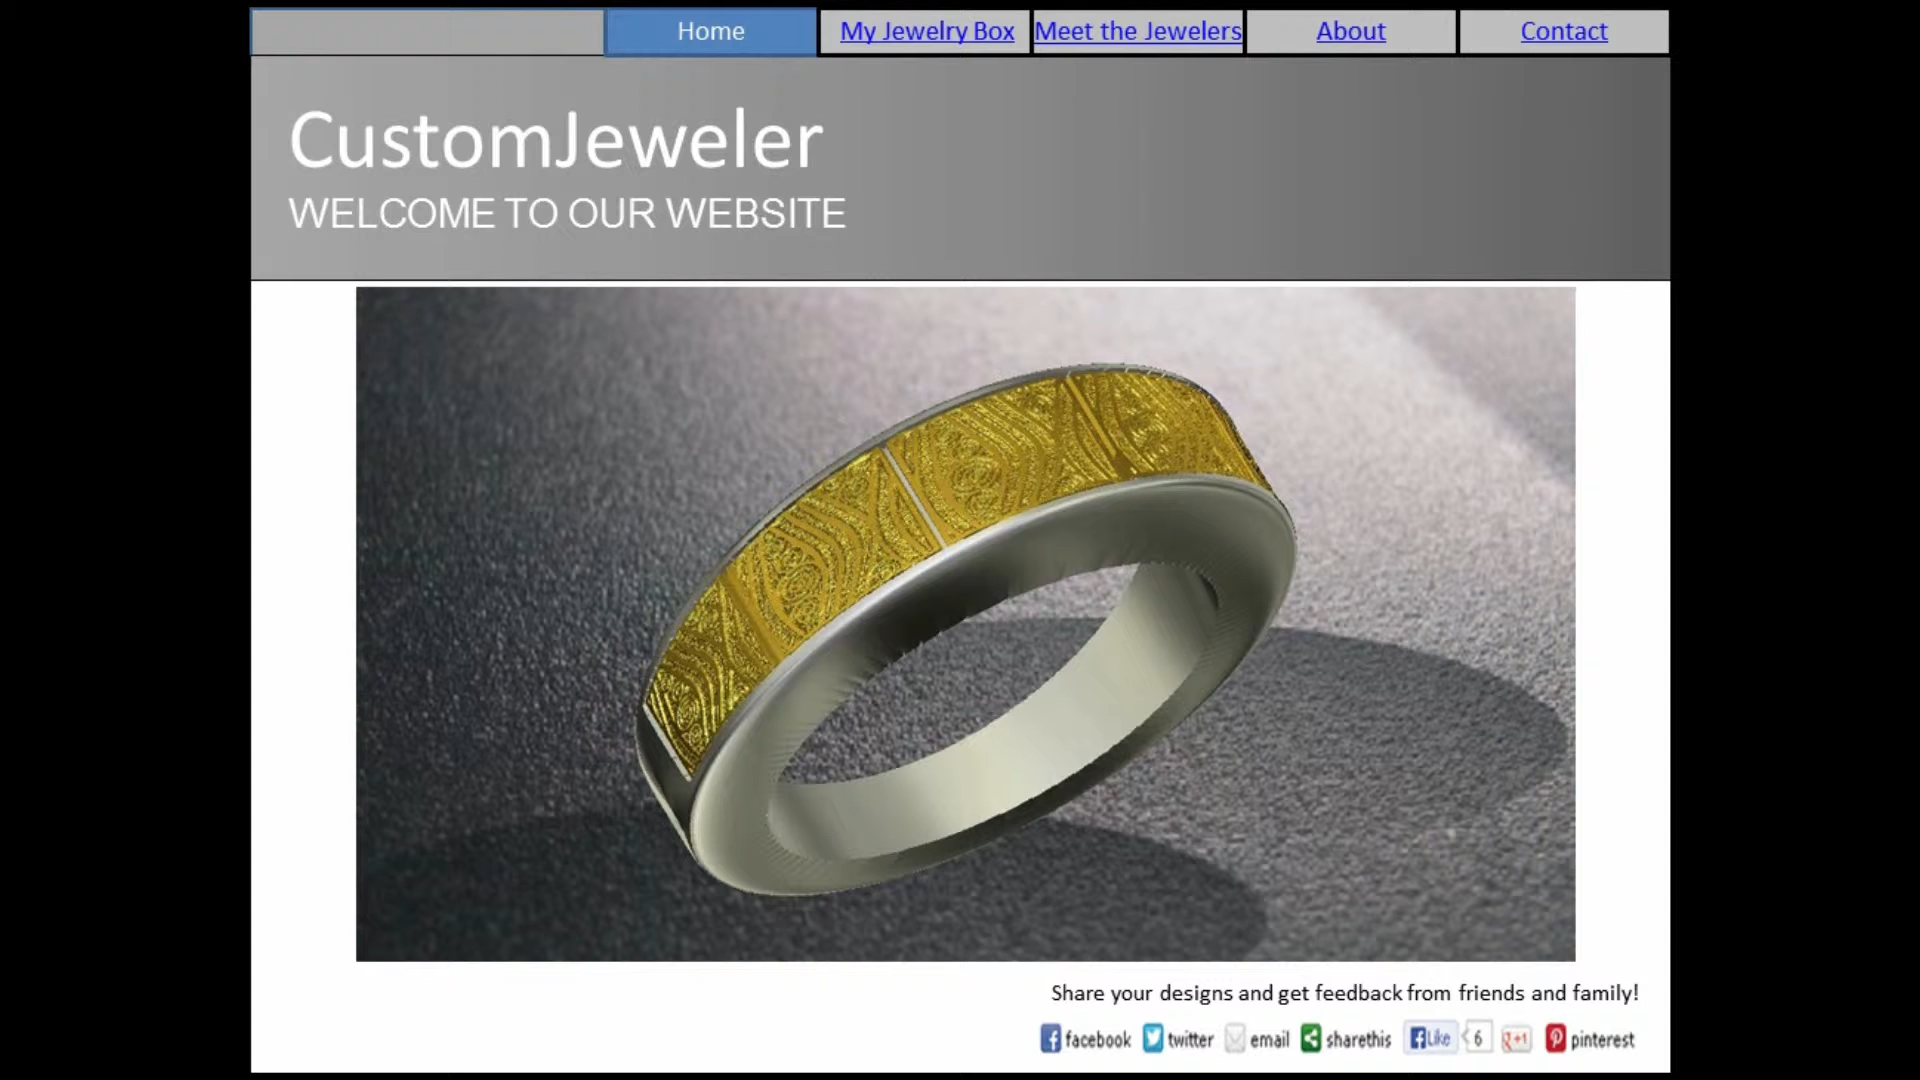 Home My Jewelry Box Meet the Jewelers About Contact
CustomJeweler
WELCOME TO OUR WEBSITE
Share your designs and get feedback from friends and family!
facebook twitter email sharethis Like 6 +1 pinterest